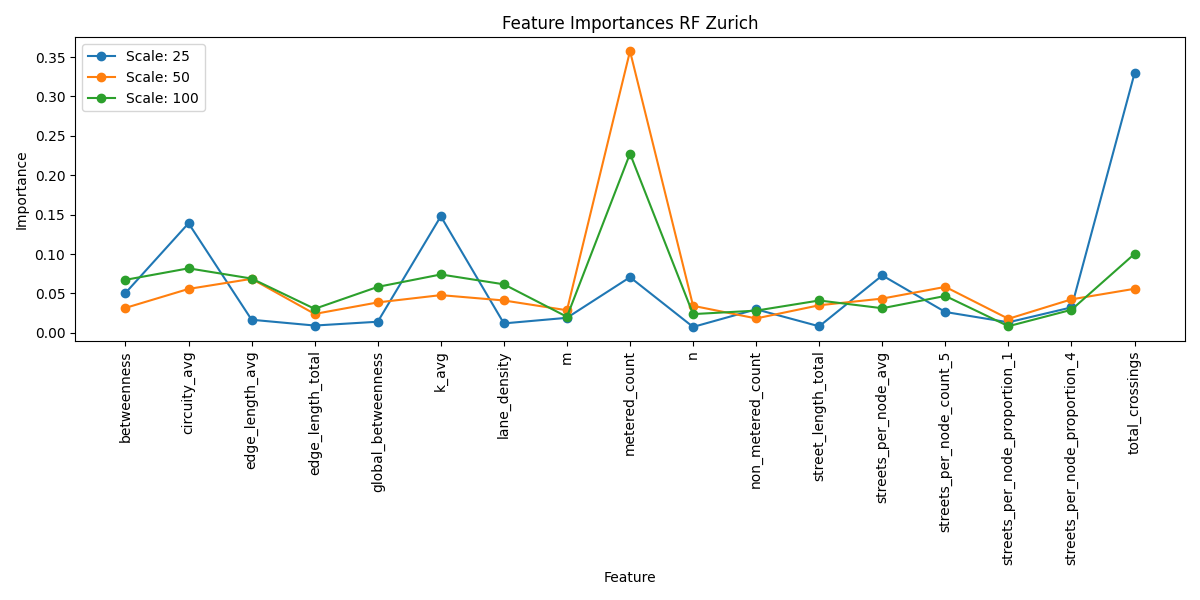 Feature Importances RF Zurich
Scale: 25
Scale: 50
Scale: 100
Importance
0.35
0.30
0.25
0.20
0.15
0.10
0.05
0.00
betweenness
circuity_avg
edge_length_avg
edge_length_total
global_betweenness
k_avg
lane_density
m
metered_count
n
non_metered_count
street_length_total
streets_per_node_avg
streets_per_node_count_5
streets_per_node_proportion_1
streets_per_node_proportion_4
total_crossings
Feature